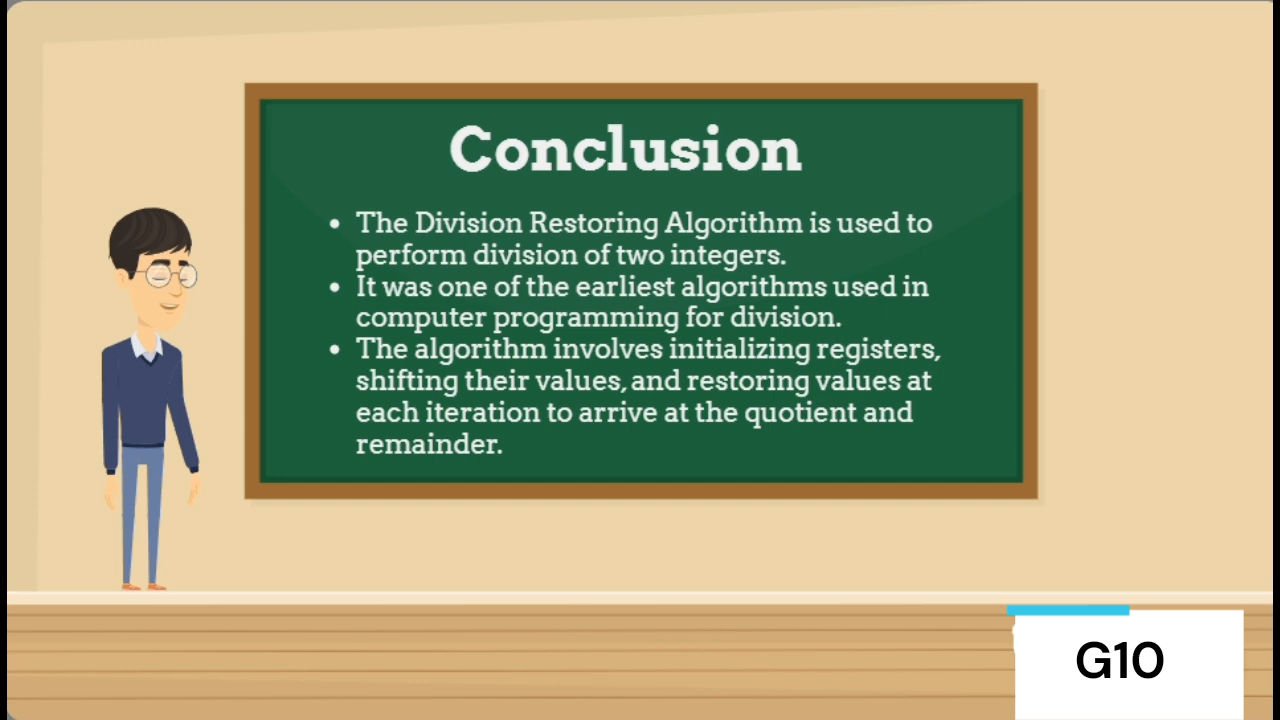 Conclusion
• The Division Restoring Algorithm is used to
perform division of two integers.
• It was one of the earliest algorithms used in
computer programming for division.
• The algorithm involves initializing registers,
shifting their values, and restoring values at
each iteration to arrive at the quotient and
remainder.
G10